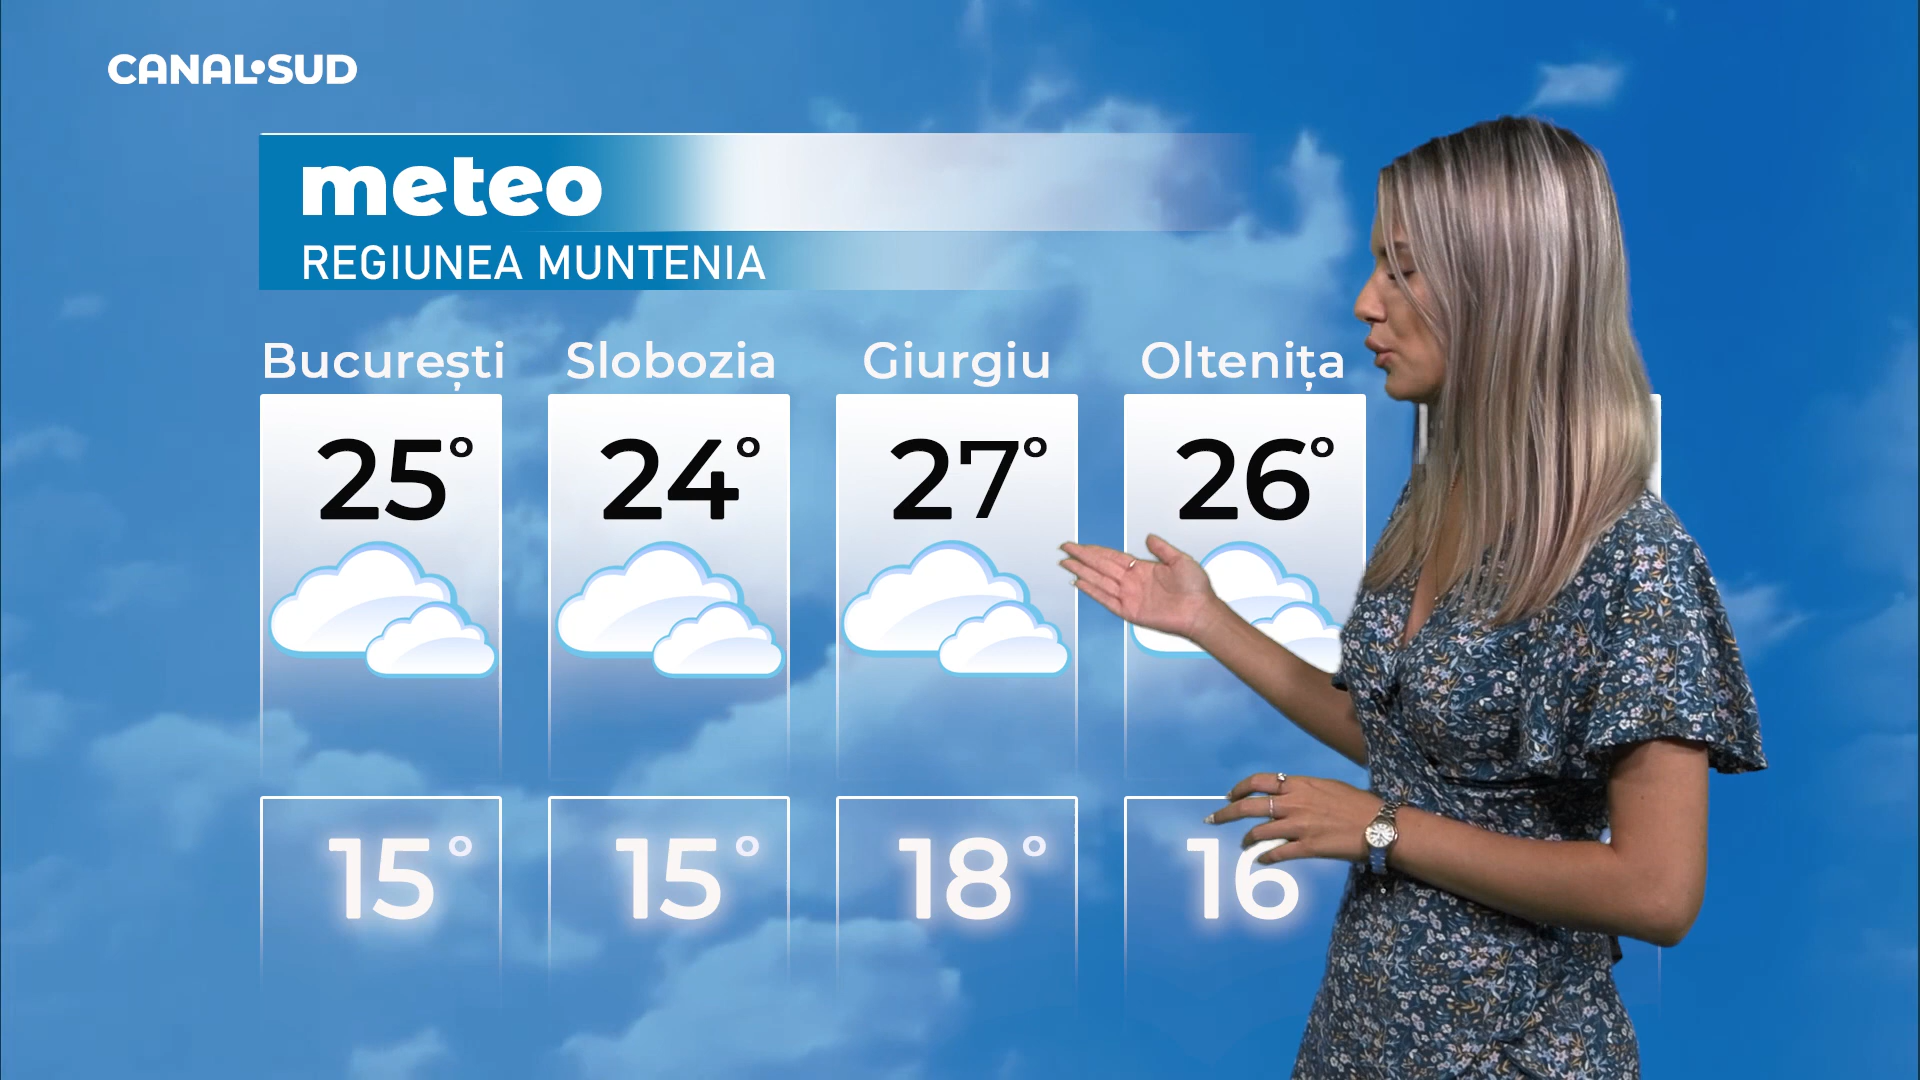 CANAL•SUD
meteo
REGIUNEA MUNTENIA
București Slobozia Giurgiu Oltenița
25° 24° 27° 26°
15° 15° 18° 16